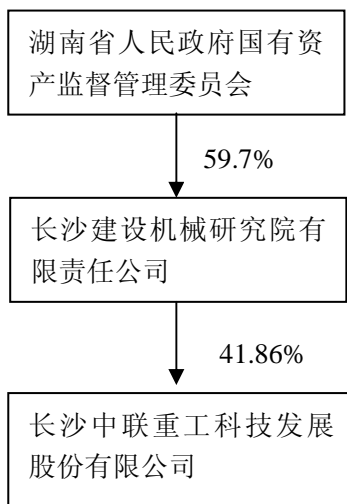 湖南省人民政府国有资
产监督管理委员会
59.7%
长沙建设机械研究院有
限责任公司
41.86%
长沙中联重工科技发展
股份有限公司